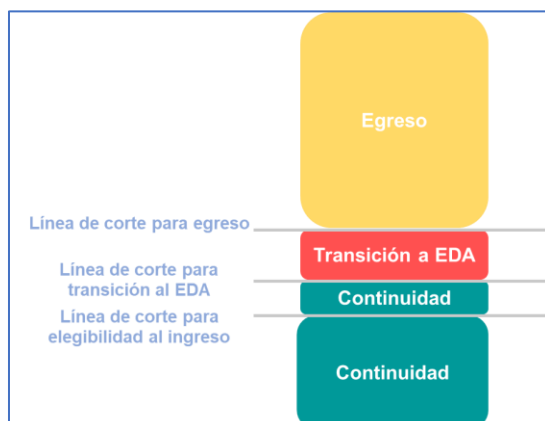 Egreso
Línea de corte para egreso
Transición a EDA
Línea de corte para
transición al EDA
Continuidad
Línea de corte para
elegibilidad al ingreso
Continuidad